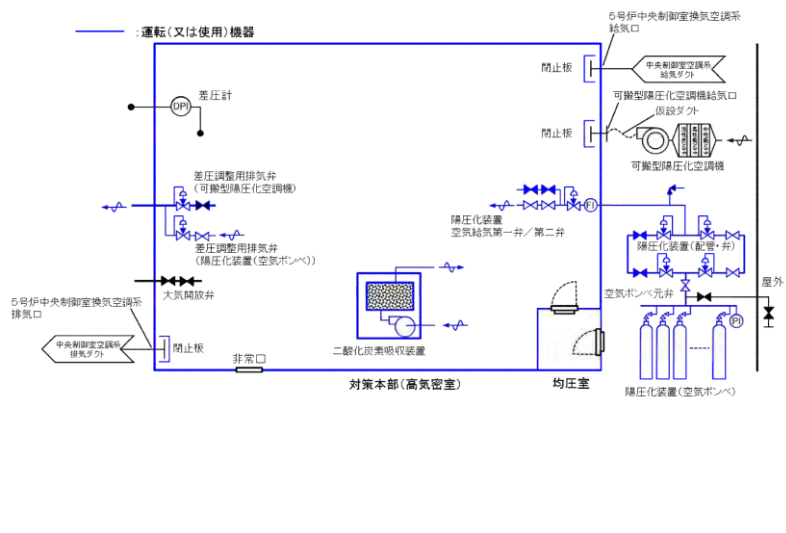 ：運転(又は使用)機器
5号炉中央制御室換気空調系
給気口
閉止板
中央制御室空調系
給気ダクト
差圧計
DPI
可搬型陽圧化空調機給気口
仮設ダクト
閉止板
可搬型陽圧化空調機
差圧調整用排気弁
(可搬型陽圧化空調機)
陽圧化装置
空気給気第一弁／第二弁
FI
差圧調整用排気弁
(陽圧化装置(空気ボンベ))
陽圧化装置(配管・弁)
大気開放弁
空気ボンベ元弁
屋外
5号炉中央制御室換気空調系
排気口
PI
中央制御室空調系
排気ダクト
閉止板
非常口
二酸化炭素吸収装置
対策本部(高気密室)
均圧室
陽圧化装置(空気ボンベ)